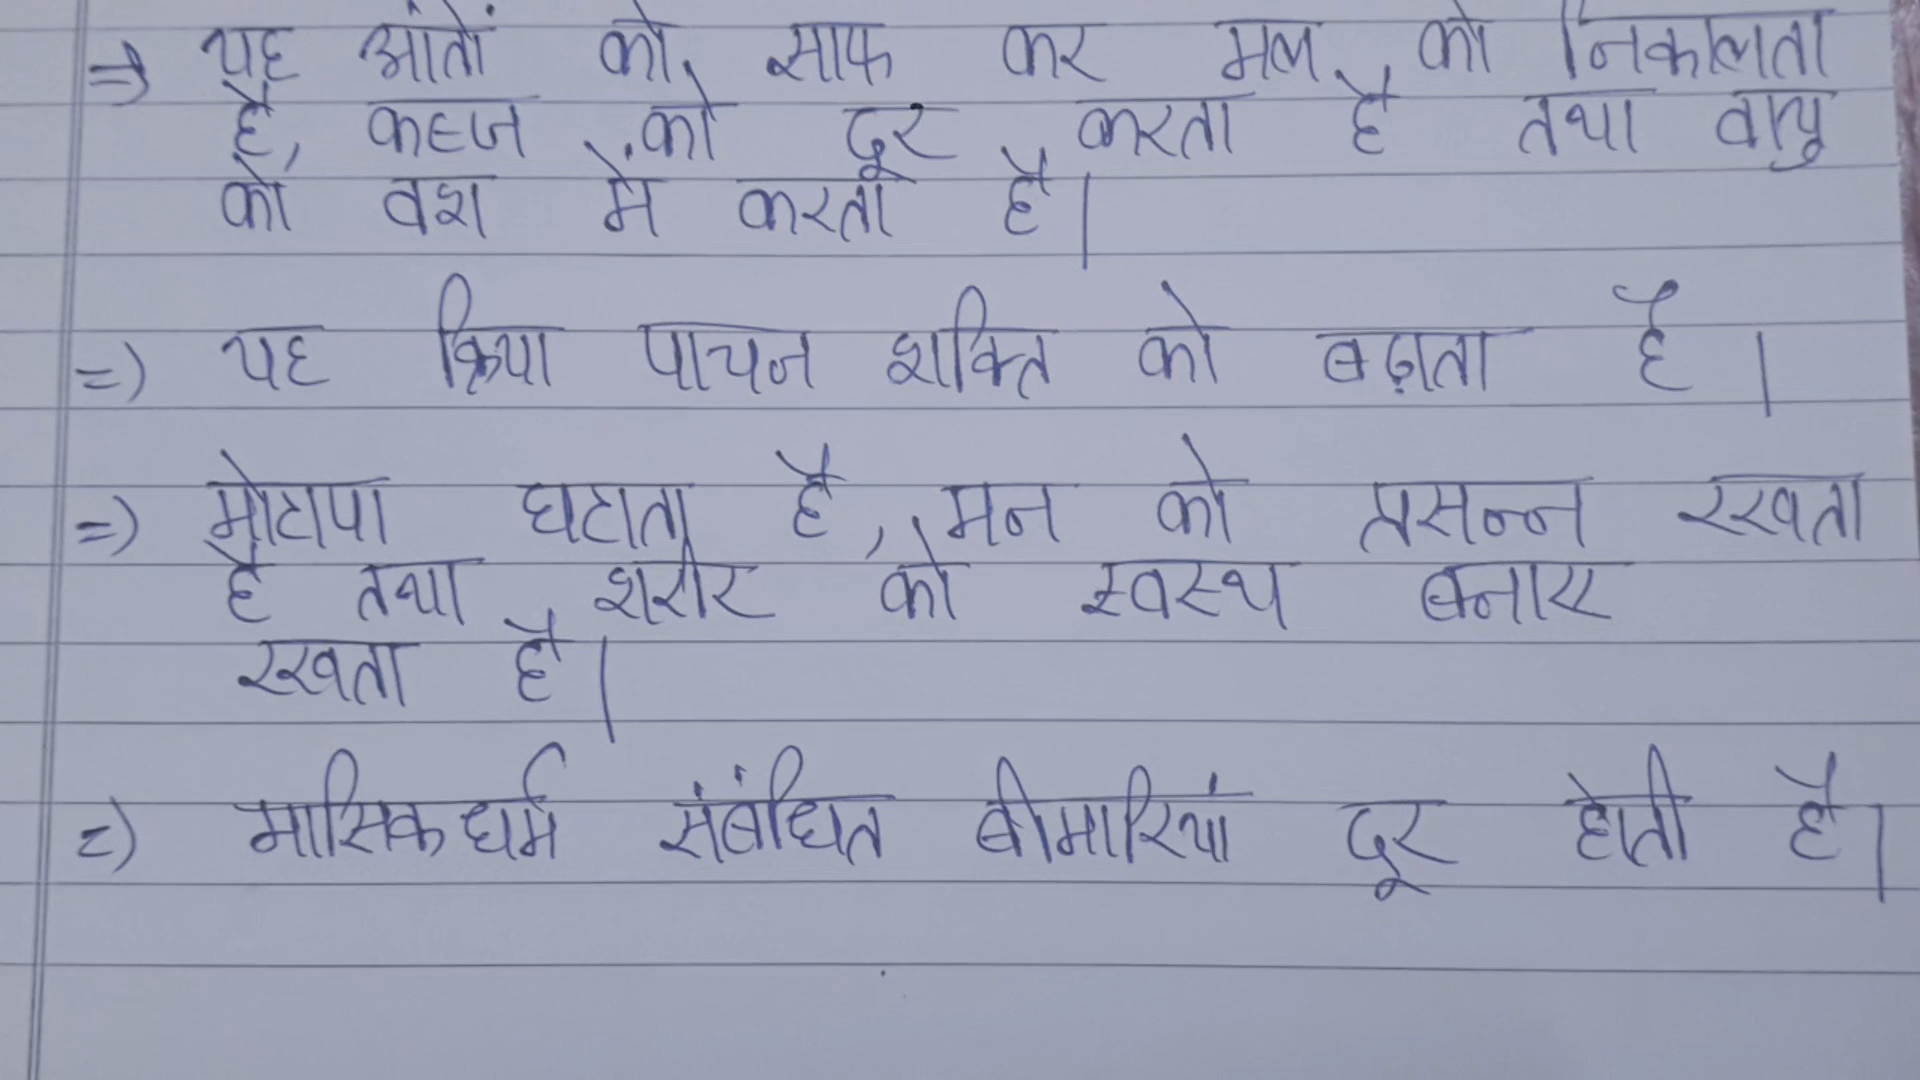 ⇒ यह आंतों को साफ कर मल को निकालता
है, कब्ज को दूर करता है तथा वायु
को वश में करता है।
⇒ यह क्रिया पाचन शक्ति को बढ़ाता है।
⇒ मोटापा घटाता है, मन को प्रसन्न रखता
है तथा शरीर को स्वस्थ बनाए
रखता है।
⇒ मासिक धर्म संबंधित बीमारियां दूर होती है।